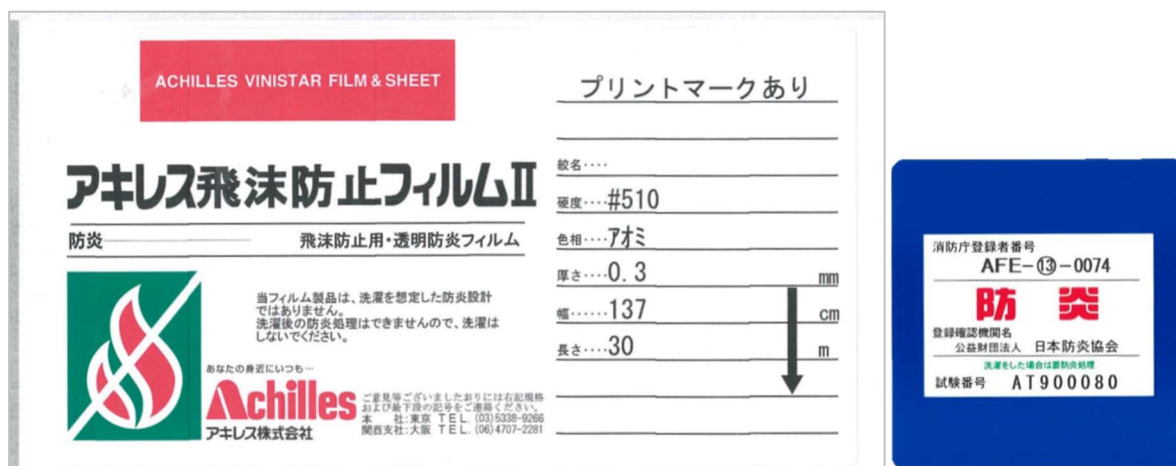 ACHILLES VINISTAR FILM & SHEET
アキレス飛沫防止フィルムⅡ
防炎 飛沫防止用・透明防炎フィルム
当フィルム製品は、洗濯を想定した防炎設計
ではありません。
洗濯後の防炎処理はできませんので、洗濯は
しないでください。
あなたの身近にいつも…
Achilles
アキレス株式会社
ご意見等ございましたおりには右記規格
および最下段の記号をご連絡ください。
本 社:東京 TEL.(03)5338-9266
関西支社:大阪 TEL.(06)4707-2281
プリントマークあり
絞名‥‥
硬度‥‥#510
色相‥‥アオミ
厚さ‥‥0.3 mm
幅‥‥‥137 cm
長さ‥‥30 m
消防庁登録者番号
AFE-⑬-0074
防 炎
登録確認機関名
公益財団法人 日本防炎協会
洗濯をした場合は要防炎処理
試験番号 AT900080